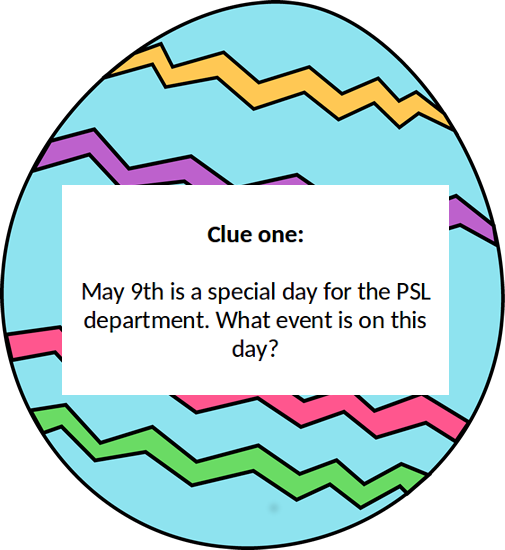 Clue one:
May 9th is a special day for the PSL
department. What event is on this
day?